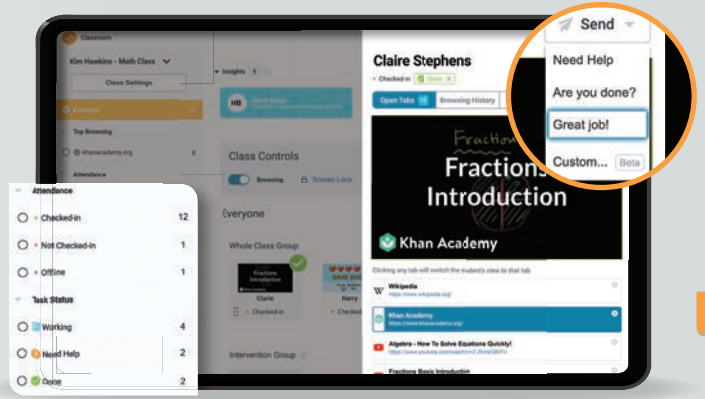 Classroom
Kim Hawkins - Math Class
Class Settings
Everyone
Top Browsing
khanacademy.org
Attendance
Attendance
Checked-in 12
Not Checked-in 1
Offline 1
Task Status
Working 4
Need Help 2
Done 2
Insights 1
HB
Class Controls
Browsing
Screen Lock
Everyone
Whole Class Group
Fractions
Introduction
Clarie
Checked-in
Harry
Checked
Intervention Group
Claire Stephens
Checked-in Done X
Open Tabs
Browsing History
Fraction
Fractions
Introduction
Khan Academy
Clicking any tab will switch the student's view to that tab
W Wikipedia
https://www.wikipedia.org/
Khan Academy
https://www.khanacademy.org/
Algebra - How To Solve Equations Quickly!
Fractions Basic Introduction
Send
Need Help
Are you done?
Great job!
Custom... Beta